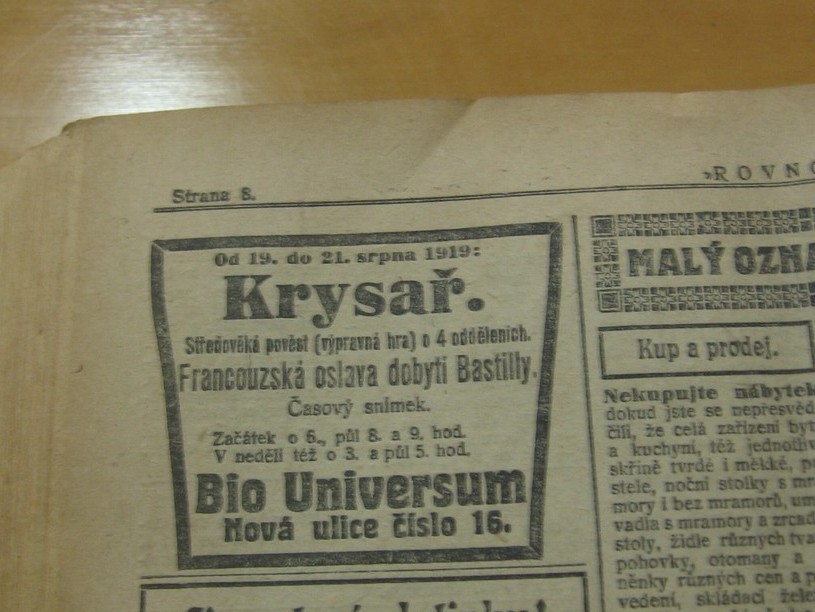 Strana 8.
»ROVNO
Od 19. do 21. srpna 1919:
Krysař.
Středověká pověst (výpravná hra) o 4 odděleních.
Francouzská oslava dobytí Bastilly.
Časový snímek.
Začátek o 6., půl 8. a 9. hod.
V neděli též o 3. a půl 5. hod.
Bio Universum
Nová ulice číslo 16.
MALÝ OZNA
Kup a prodej.
Nekupujte nábytek
dokud jste se nepřesvěd
čili, že celá zařízení byt
a kuchyní, též jednotliv
skříně tvrdé i měkké, p
stele, noční stolky s mr
mory i bez mramorů, um
vadla s mramory a zrcad
stoly, židle různých tva
pohovky, otomany a
něnky různých cen a p
vedení, skládací žele